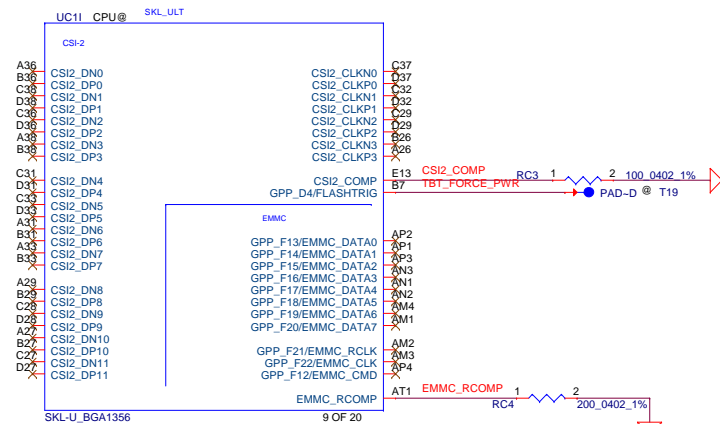 UC1I CPU@ SKL_ULT
CSI-2
A36 CSI2_DN0
B36 CSI2_DP0
C38 CSI2_DN1
D38 CSI2_DP1
C36 CSI2_DN2
D36 CSI2_DP2
A38 CSI2_DN3
B38 CSI2_DP3
C31 CSI2_DN4
D31 CSI2_DP4
C33 CSI2_DN5
D33 CSI2_DP5
A31 CSI2_DN6
B31 CSI2_DP6
A33 CSI2_DN7
B33 CSI2_DP7
A29 CSI2_DN8
B29 CSI2_DP8
C28 CSI2_DN9
D28 CSI2_DP9
A27 CSI2_DN10
B27 CSI2_DP10
C27 CSI2_DN11
D27 CSI2_DP11
CSI2_CLKN0 C37
CSI2_CLKP0 D37
CSI2_CLKN1 C32
CSI2_CLKP1 D32
CSI2_CLKN2 C29
CSI2_CLKP2 D29
CSI2_CLKN3 B26
CSI2_CLKP3 A26
CSI2_COMP E13 CSI2_COMP RC3 1 2 100_0402_1%
GPP_D4/FLASHTRIG B7 TBT_FORCE_PWR PAD~D @ T19
EMMC
GPP_F13/EMMC_DATA0 AP2
GPP_F14/EMMC_DATA1 AP1
GPP_F15/EMMC_DATA2 AP3
GPP_F16/EMMC_DATA3 AN3
GPP_F17/EMMC_DATA4 AN1
GPP_F18/EMMC_DATA5 AN2
GPP_F19/EMMC_DATA6 AM4
GPP_F20/EMMC_DATA7 AM1
GPP_F21/EMMC_RCLK AM2
GPP_F22/EMMC_CLK AM3
GPP_F12/EMMC_CMD AP4
EMMC_RCOMP AT1 EMMC_RCOMP 1 2
RC4 200_0402_1%
SKL-U_BGA1356 9 OF 20